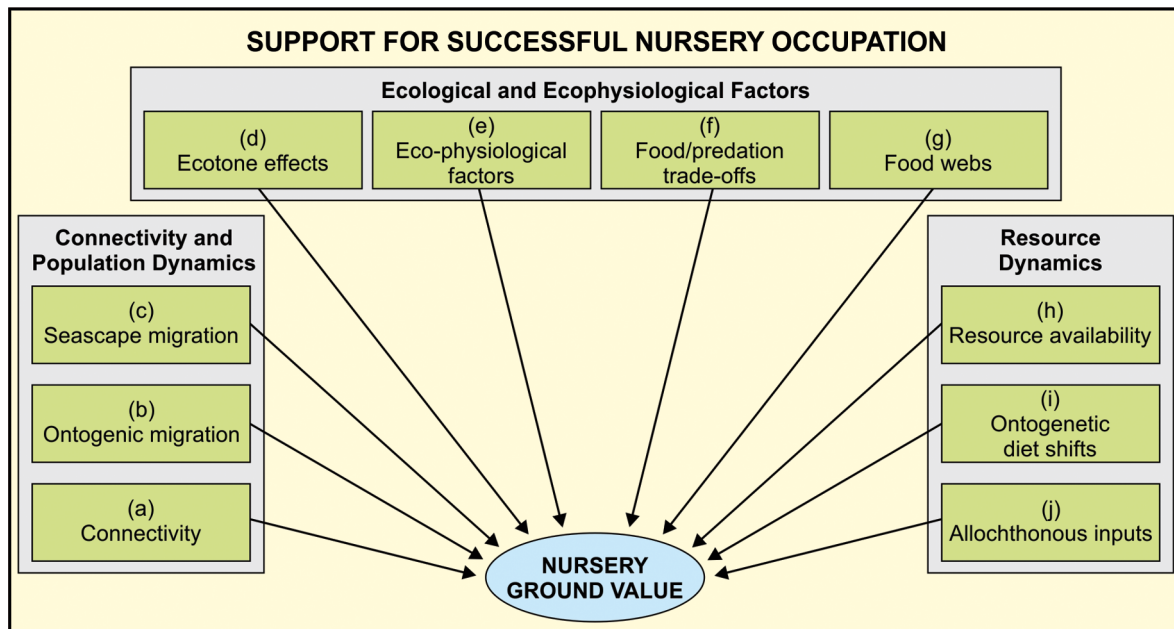 SUPPORT FOR SUCCESSFUL NURSERY OCCUPATION
Ecological and Ecophysiological Factors
(d)
Ecotone effects
(e)
Eco-physiological
factors
(f)
Food/predation
trade-offs
(g)
Food webs
Connectivity and
Population Dynamics
(c)
Seascape migration
(b)
Ontogenic migration
(a)
Connectivity
Resource
Dynamics
(h)
Resource availability
(i)
Ontogenetic
diet shifts
(j)
Allochthonous inputs
NURSERY
GROUND VALUE